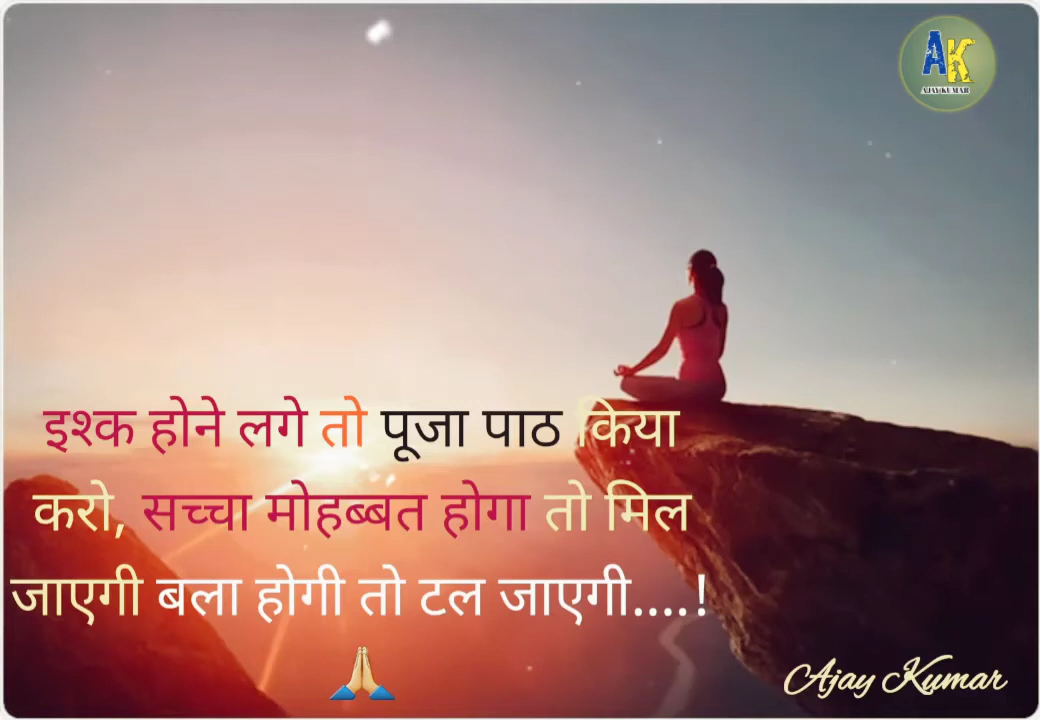 AK
AJAY KUMAR
इश्क होने लगे तो पूजा पाठ किया
करो, सच्चा मोहब्बत होगा तो मिल
जाएगी बला होगी तो टल जाएगी....!
🙏
Ajay Kumar